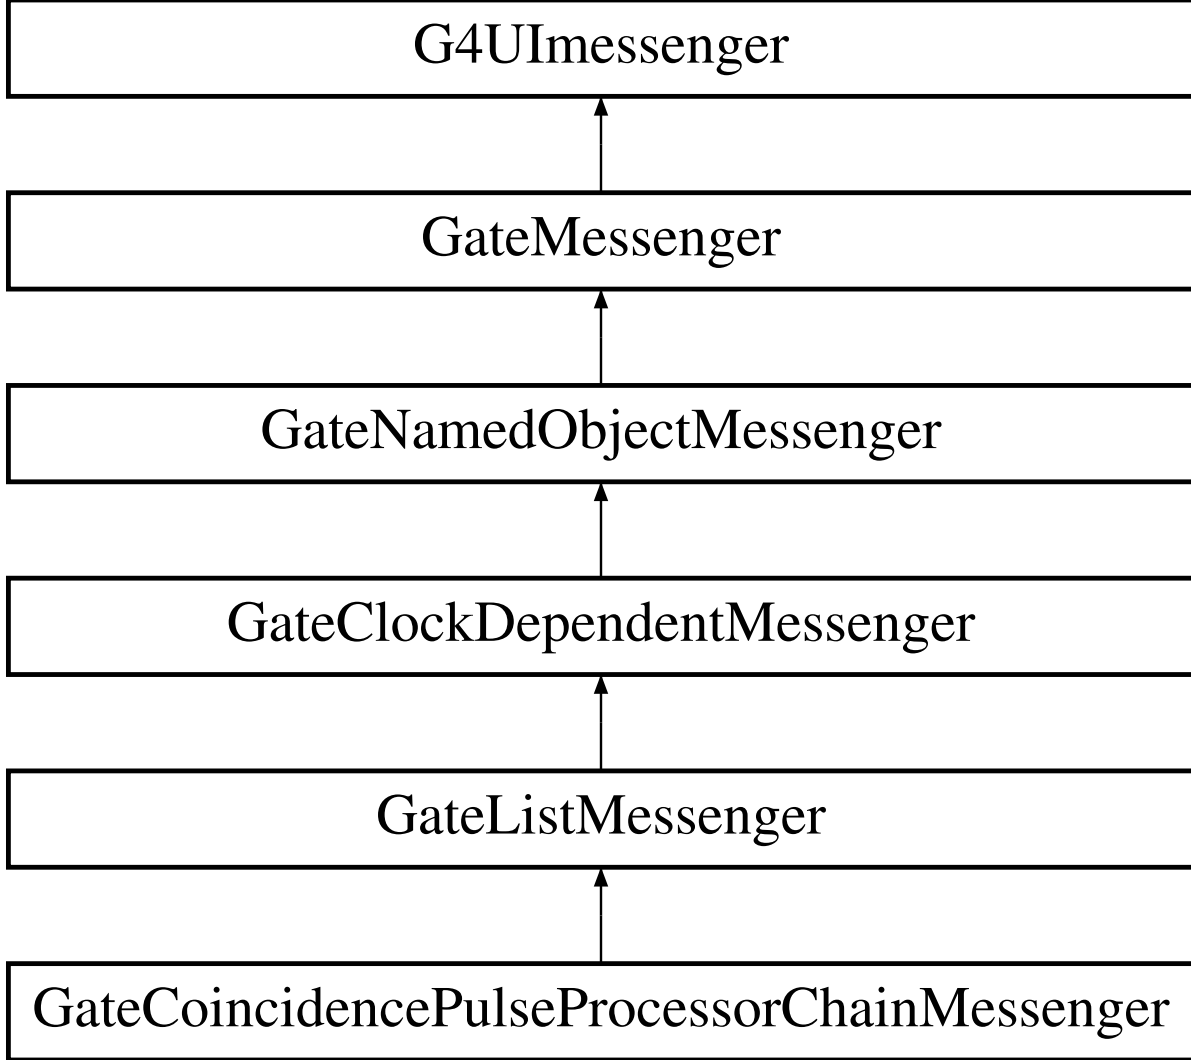 G4UImessenger
GateMessenger
GateNamedObjectMessenger
GateClockDependentMessenger
GateListMessenger
GateCoincidencePulseProcessorChainMessenger